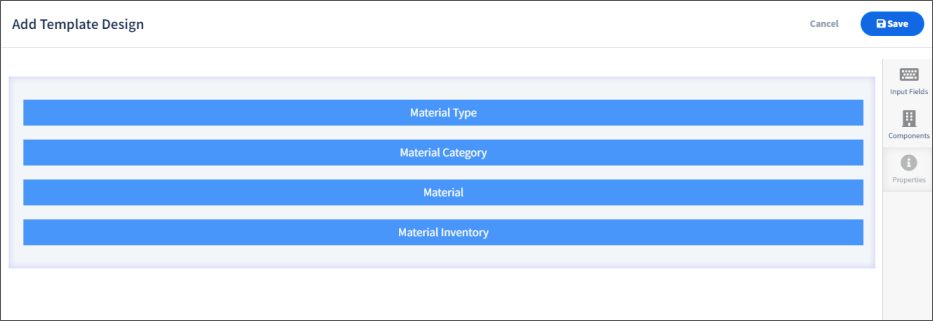 Add Template Design
Cancel
Save
Material Type
Material Category
Material
Material Inventory
Input Fields
Components
Properties